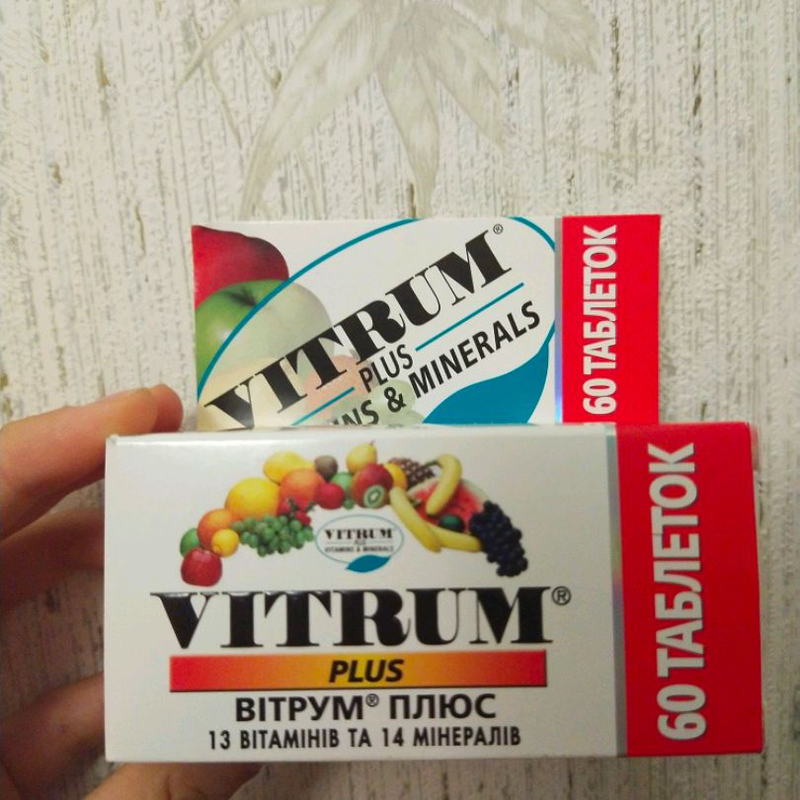 VITRUM®
PLUS
& MINERALS
60 ТАБЛЕТОК
VITRUM
PLUS
VITAMINS & MINERALS
VITRUM®
PLUS
ВІТРУМ® ПЛЮС
13 ВІТАМІНІВ ТА 14 МІНЕРАЛІВ
60 ТАБЛЕТОК